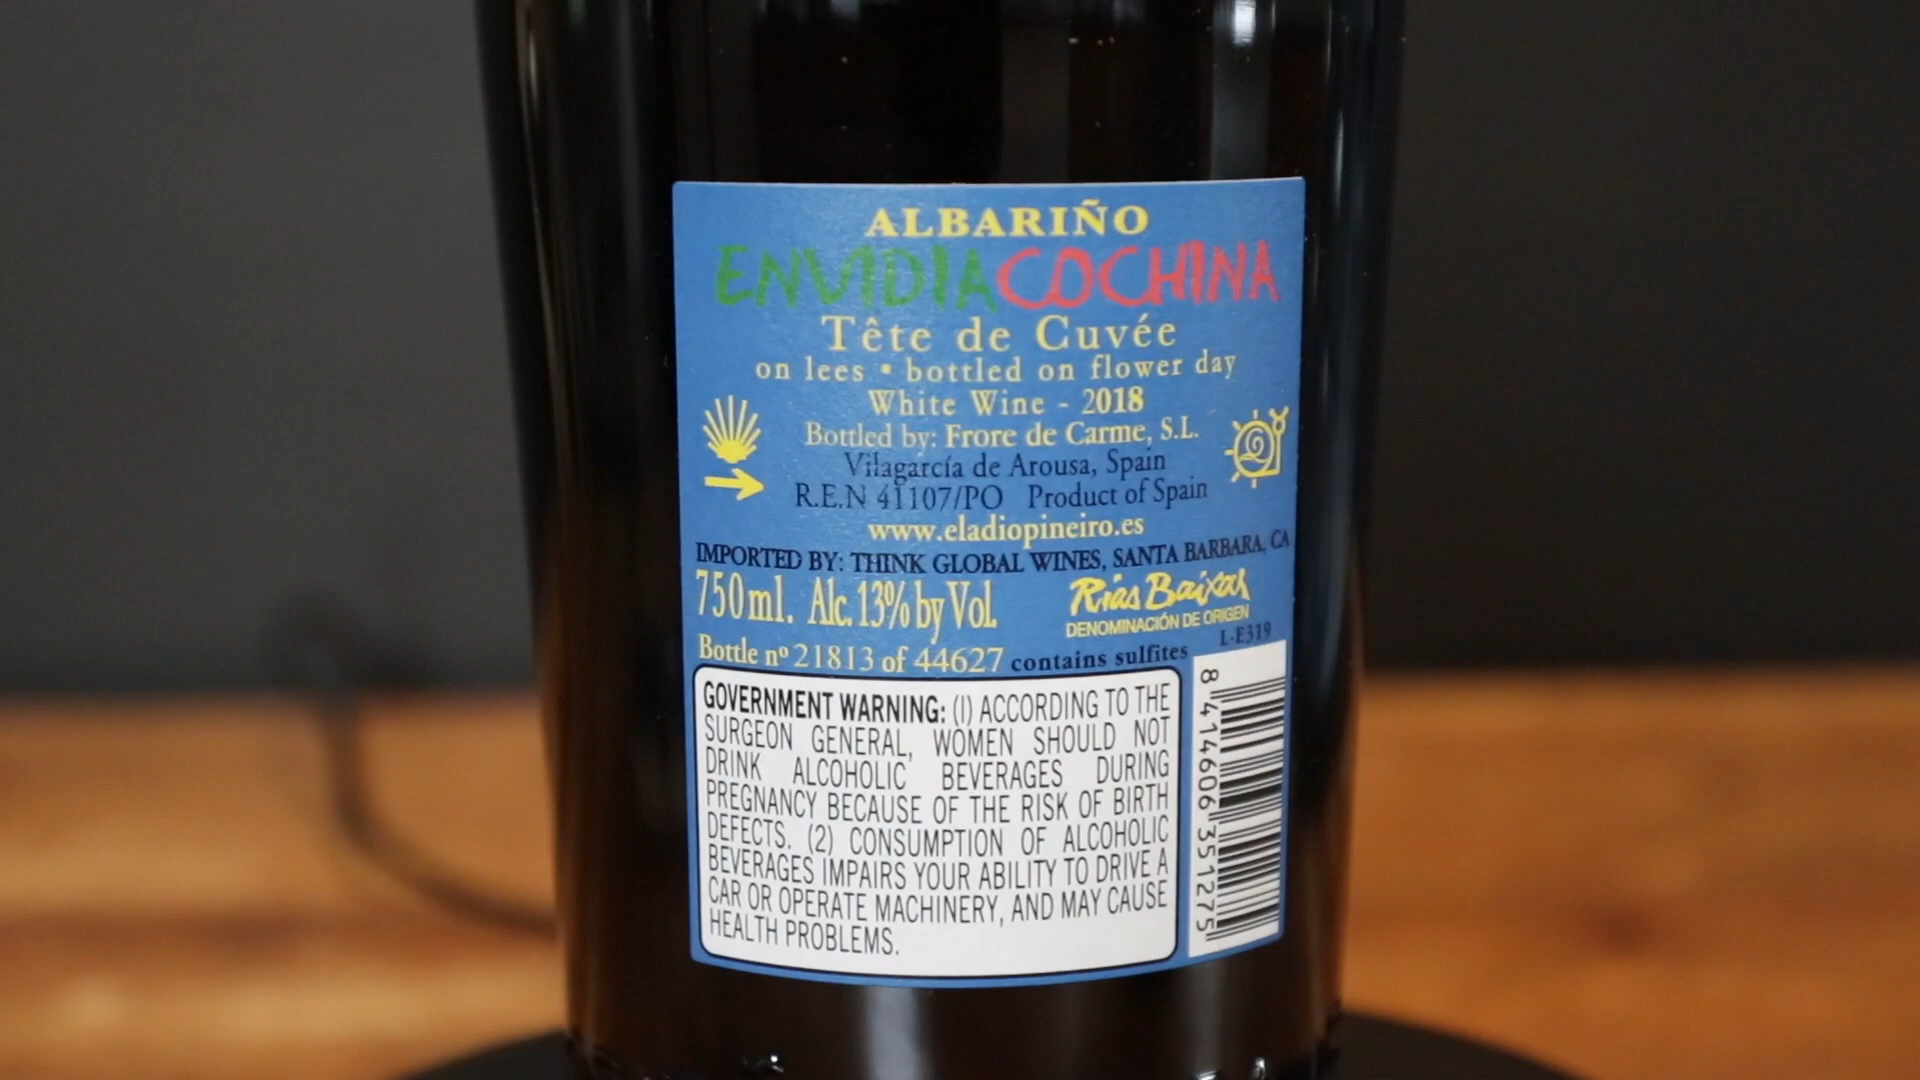 ALBARIÑO
ENVIDIACOCHINA
Tête de Cuvée
on lees • bottled on flower day
White Wine - 2018
Bottled by: Frore de Carme, S.L.
Vilagarcía de Arousa, Spain
R.E.N 41107/PO Product of Spain
www.eladiopineiro.es
IMPORTED BY: THINK GLOBAL WINES, SANTA BARBARA, CA
750ml. Alc. 13% by Vol.
Rías Baixas
DENOMINACIÓN DE ORIGEN
L-E319
Bottle nº 21813 of 44627 contains sulfites
GOVERNMENT WARNING: (1) ACCORDING TO THE
SURGEON GENERAL, WOMEN SHOULD NOT
DRINK ALCOHOLIC BEVERAGES DURING
PREGNANCY BECAUSE OF THE RISK OF BIRTH
DEFECTS. (2) CONSUMPTION OF ALCOHOLIC
BEVERAGES IMPAIRS YOUR ABILITY TO DRIVE A
CAR OR OPERATE MACHINERY, AND MAY CAUSE
HEALTH PROBLEMS.
8 414606 351275